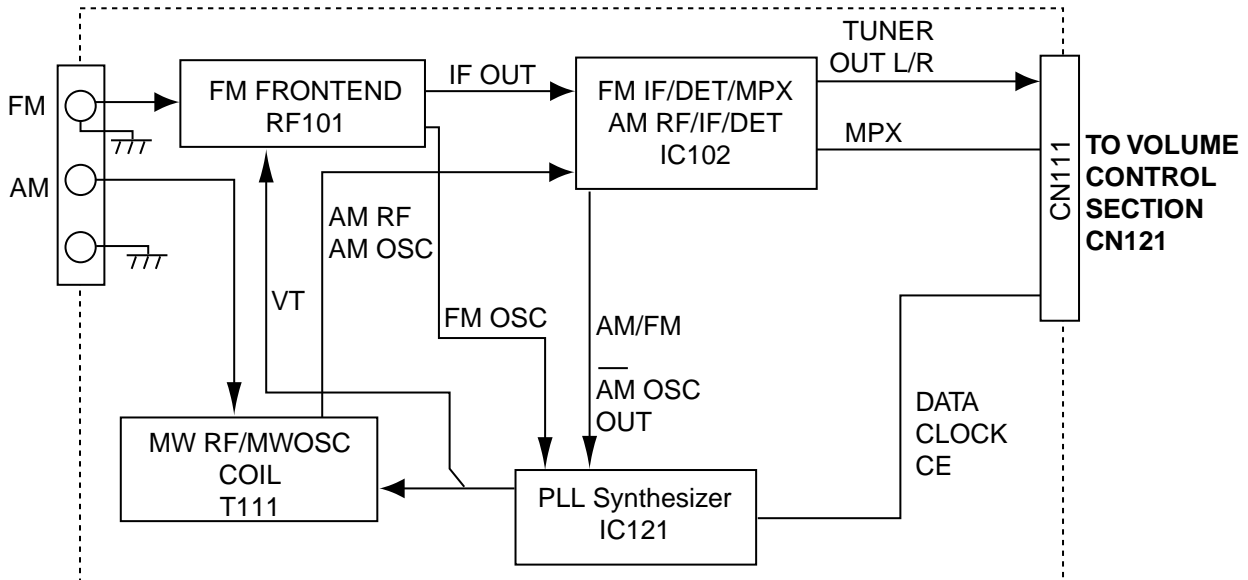 FM
AM
FM FRONTEND
RF101
IF OUT
FM IF/DET/MPX
AM RF/IF/DET
IC102
TUNER
OUT L/R
MPX
CN111
TO VOLUME
CONTROL
SECTION
CN121
AM RF
AM OSC
VT
FM OSC
AM/FM
AM OSC
OUT
DATA
CLOCK
CE
MW RF/MWOSC
COIL
T111
PLL Synthesizer
IC121